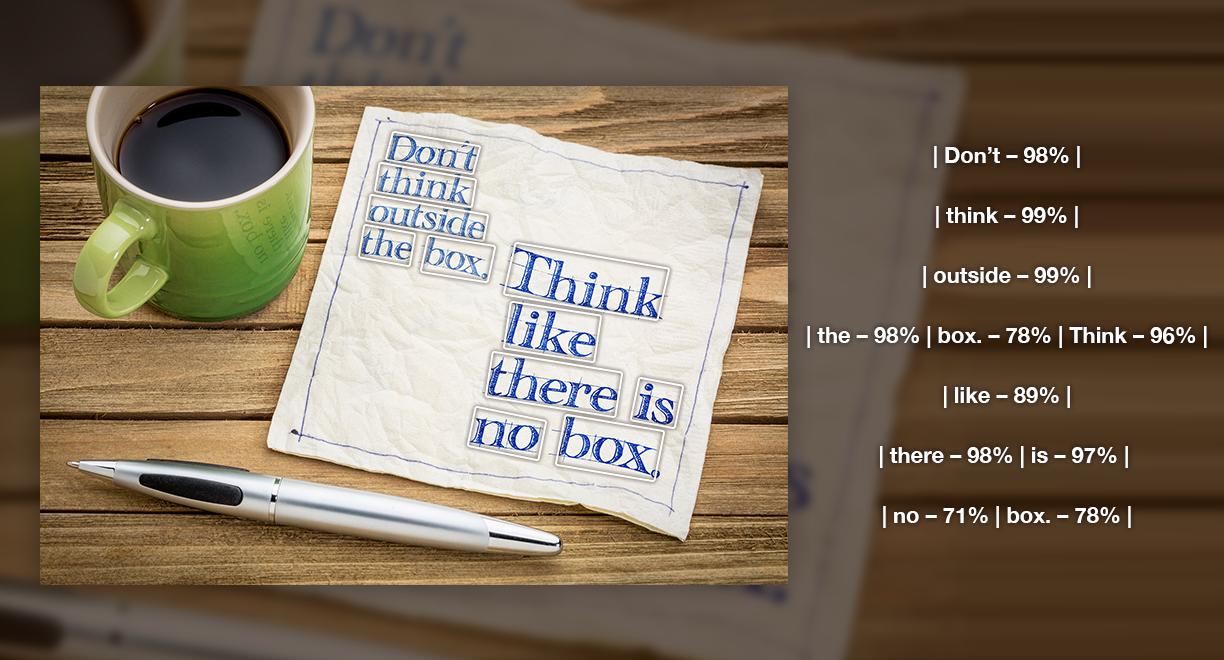 Don't
think
outside
the box.
Think
like
there is
no box.
| Don’t – 98% |
| think – 99% |
| outside – 99% |
| the – 98% | box. – 78% | Think – 96% |
| like – 89% |
| there – 98% | is – 97% |
| no – 71% | box. – 78% |